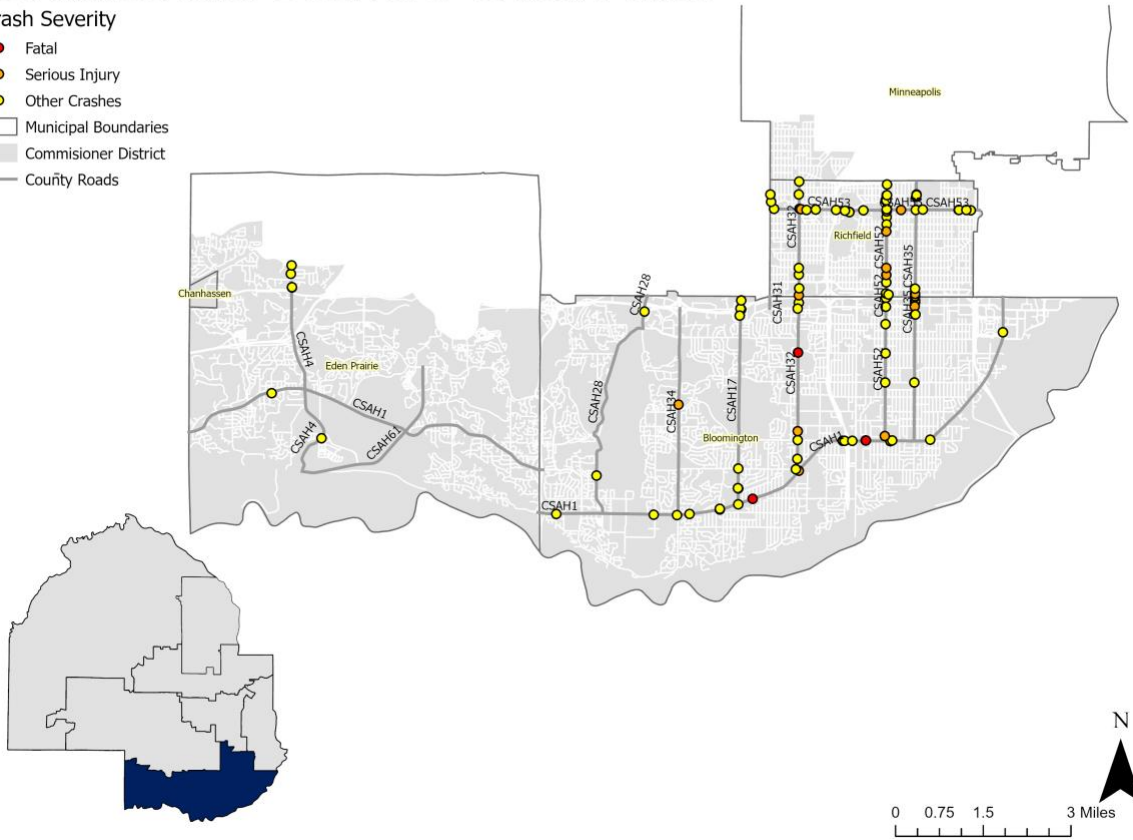 rash Severity
Fatal
Serious Injury
Other Crashes
Municipal Boundaries
Commisioner District
County Roads
Minneapolis
CSAH53
CSAH53
CSAH32
Richfield
CSAH52
CSAH35
CSAH28
Chanhassen
CSAH31
CSAH52
CSAH35
CSAH4
Eden Prairie
CSAH32
CSAH52
CSAH28
CSAH34
CSAH17
CSAH1
CSAH4
CSAH61
Bloomington
CSAH1
CSAH1
N
0 0.75 1.5 3 Miles